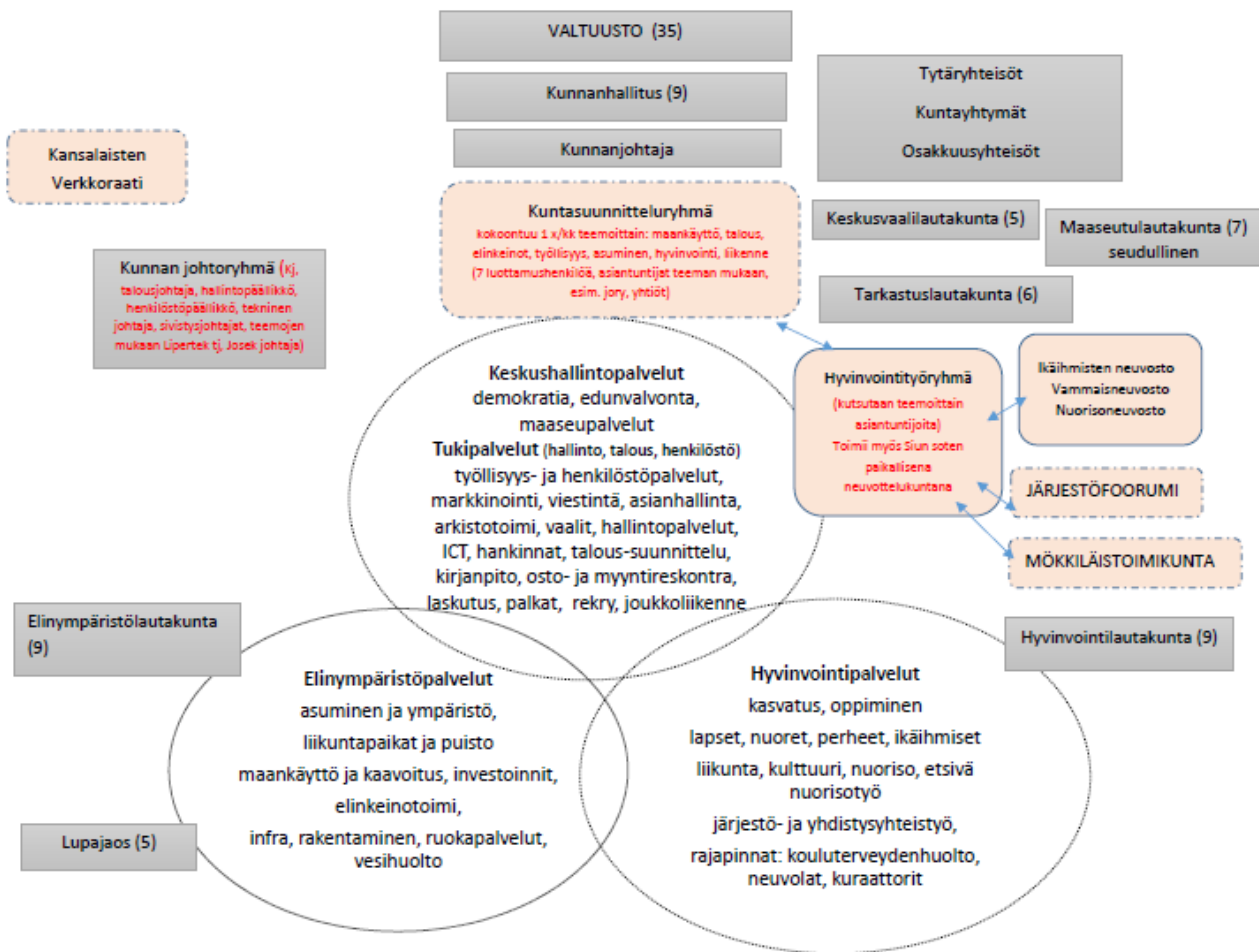 VALTUUSTO (35)
Kunnanhallitus (9)
Kunnanjohtaja
Tytäryhteisöt
Kuntayhtymät
Osakkuusyhteisöt
Kansalaisten
Verkkoraati
Kuntasuunnitteluryhmä
kokoontuu 1 x/kk teemoittain: maankäyttö, talous,
elinkeinot, työllisyys, asuminen, hyvinvointi, liikenne
(7 luottamushenkilöä, asiantuntijat teeman mukaan,
esim. jory, yhtiöt)
Keskusvaalilautakunta (5)
Maaseutulautakunta (7)
seudullinen
Tarkastuslautakunta (6)
Kunnan johtoryhmä (kj,
talousjohtaja, hallintopäällikkö,
henkilöstöpäällikkö, tekninen
johtaja, sivistysjohtajat, teemojen
mukaan Lipertek tj, Josek johtaja)
Hyvinvointityöryhmä
(kutsutaan teemoittain
asiantuntijoita)
Toimii myös Siun soten
paikallisena
neuvottelukuntana
Ikäihmisten neuvosto
Vammaisneuvosto
Nuorisoneuvosto
JÄRJESTÖFOORUMI
MÖKKILÄISTOIMIKUNTA
Keskushallintopalvelut
demokratia, edunvalvonta,
maaseupalvelut
Tukipalvelut (hallinto, talous, henkilöstö)
työllisyys- ja henkilöstöpalvelut,
markkinointi, viestintä, asianhallinta,
arkistotoimi, vaalit, hallintopalvelut,
ICT, hankinnat, talous-suunnittelu,
kirjanpito, osto- ja myyntireskontra,
laskutus, palkat, rekry, joukkoliikenne
Elinympäristölautakunta
(9)
Hyvinvointilautakunta (9)
Elinympäristöpalvelut
asuminen ja ympäristö,
liikuntapaikat ja puisto
maankäyttö ja kaavoitus, investoinnit,
elinkeinotoimi,
infra, rakentaminen, ruokapalvelut,
vesihuolto
Lupajaos (5)
Hyvinvointipalvelut
kasvatus, oppiminen
lapset, nuoret, perheet, ikäihmiset
liikunta, kulttuuri, nuoriso, etsivä
nuorisotyö
järjestö- ja yhdistysyhteistyö,
rajapinnat: kouluterveydenhuolto,
neuvolat, kuraattorit